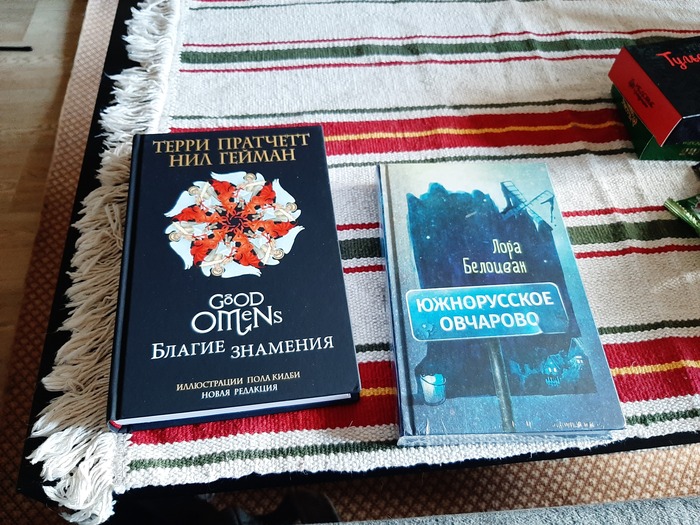 ТЕРРИ ПРАТЧЕТТ
НИЛ ГЕЙМАН
GOOD
OMENS
БЛАГИЕ ЗНАМЕНИЯ
ИЛЛЮСТРАЦИИ ПОЛА КИДБИ
НОВАЯ РЕДАКЦИЯ
Лора
Белоиван
ЮЖНОРУССКОЕ
ОВЧАРОВО